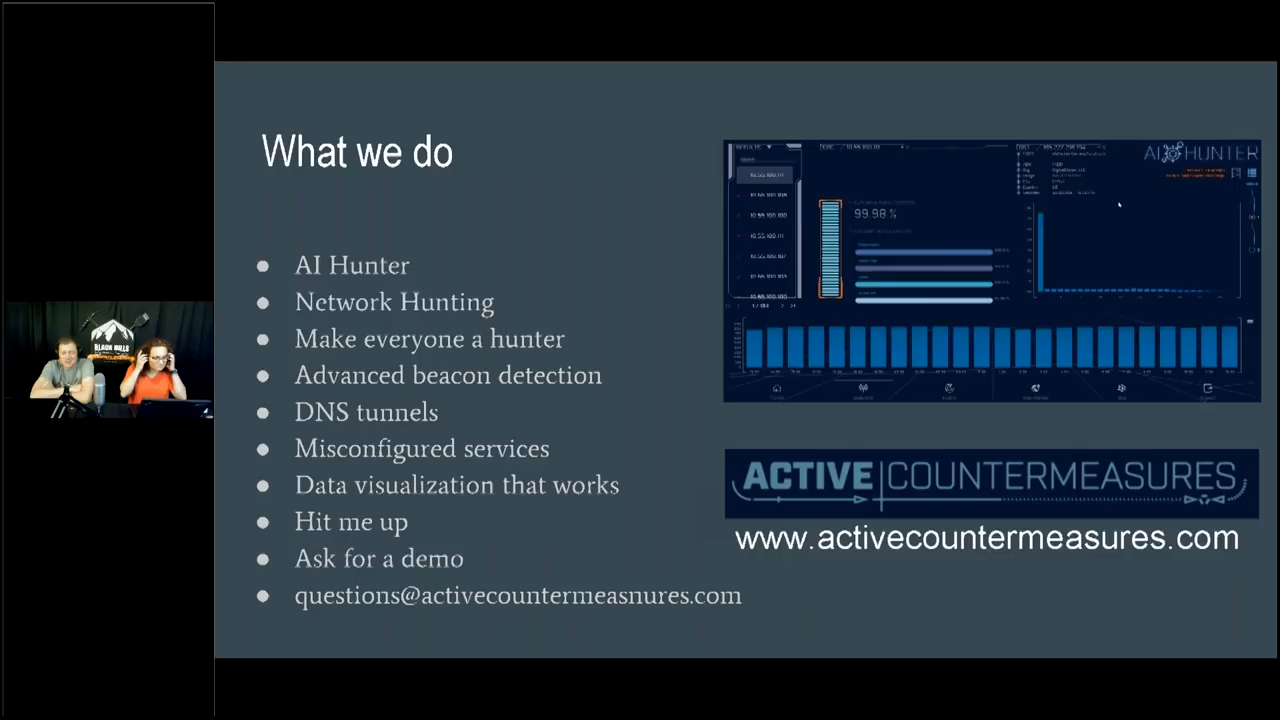 What we do
AI Hunter
Network Hunting
Make everyone a hunter
Advanced beacon detection
DNS tunnels
Misconfigured services
Data visualization that works
Hit me up
Ask for a demo
questions@activecountermeasnures.com
AI HUNTER
99.98 %
ACTIVE COUNTERMEASURES
www.activecountermeasures.com
BLACK HILLS